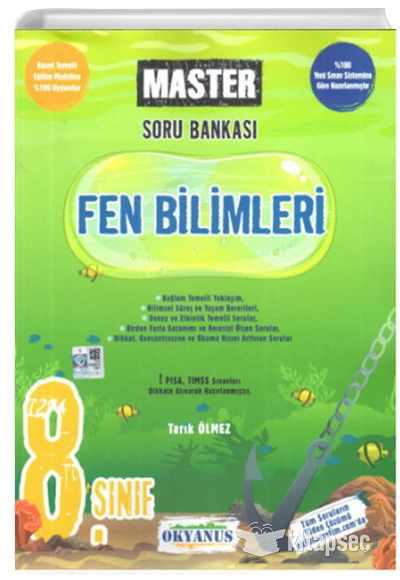 Beceri Temelli
Eğitim Modeline
%100 Uygundur
%100
Yeni Sınav Sistemine
Göre Hazırlanmıştır
MASTER
SORU BANKASI
FEN BİLİMLERİ
• Bağlam Temelli Yaklaşım,
• Bilimsel Süreç ve Yaşam Becerileri,
• Deney ve Etkinlik Temelli Sorular,
• Birden Fazla Kazanımı ve Beceriyi Ölçen Sorular,
• Dikkat, Konsantrasyon ve Okuma Hızını Arttıran Sorular
! PISA, TIMSS Sınavları
Dikkate Alınarak Hazırlanmıştır.
Tarık ÖLMEZ
8. SINIF
OKYANUS
Tüm Soruların
Video Çözümü
Kitapsec